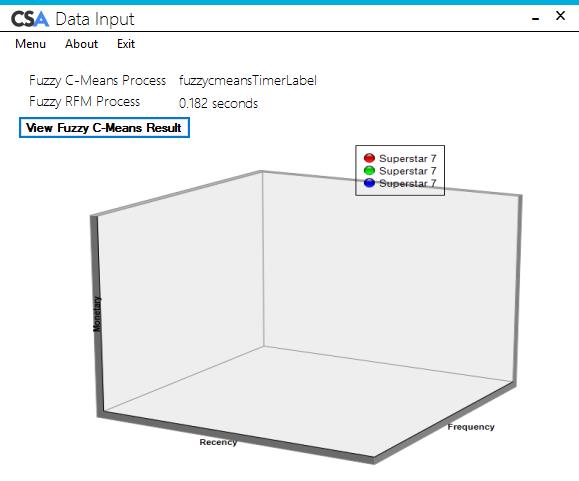 CSA Data Input
Menu About Exit
Fuzzy C-Means Process fuzzycmeansTimerLabel
Fuzzy RFM Process 0.182 seconds
View Fuzzy C-Means Result
Superstar 7
Superstar 7
Superstar 7
Monetary
Frequency
Recency